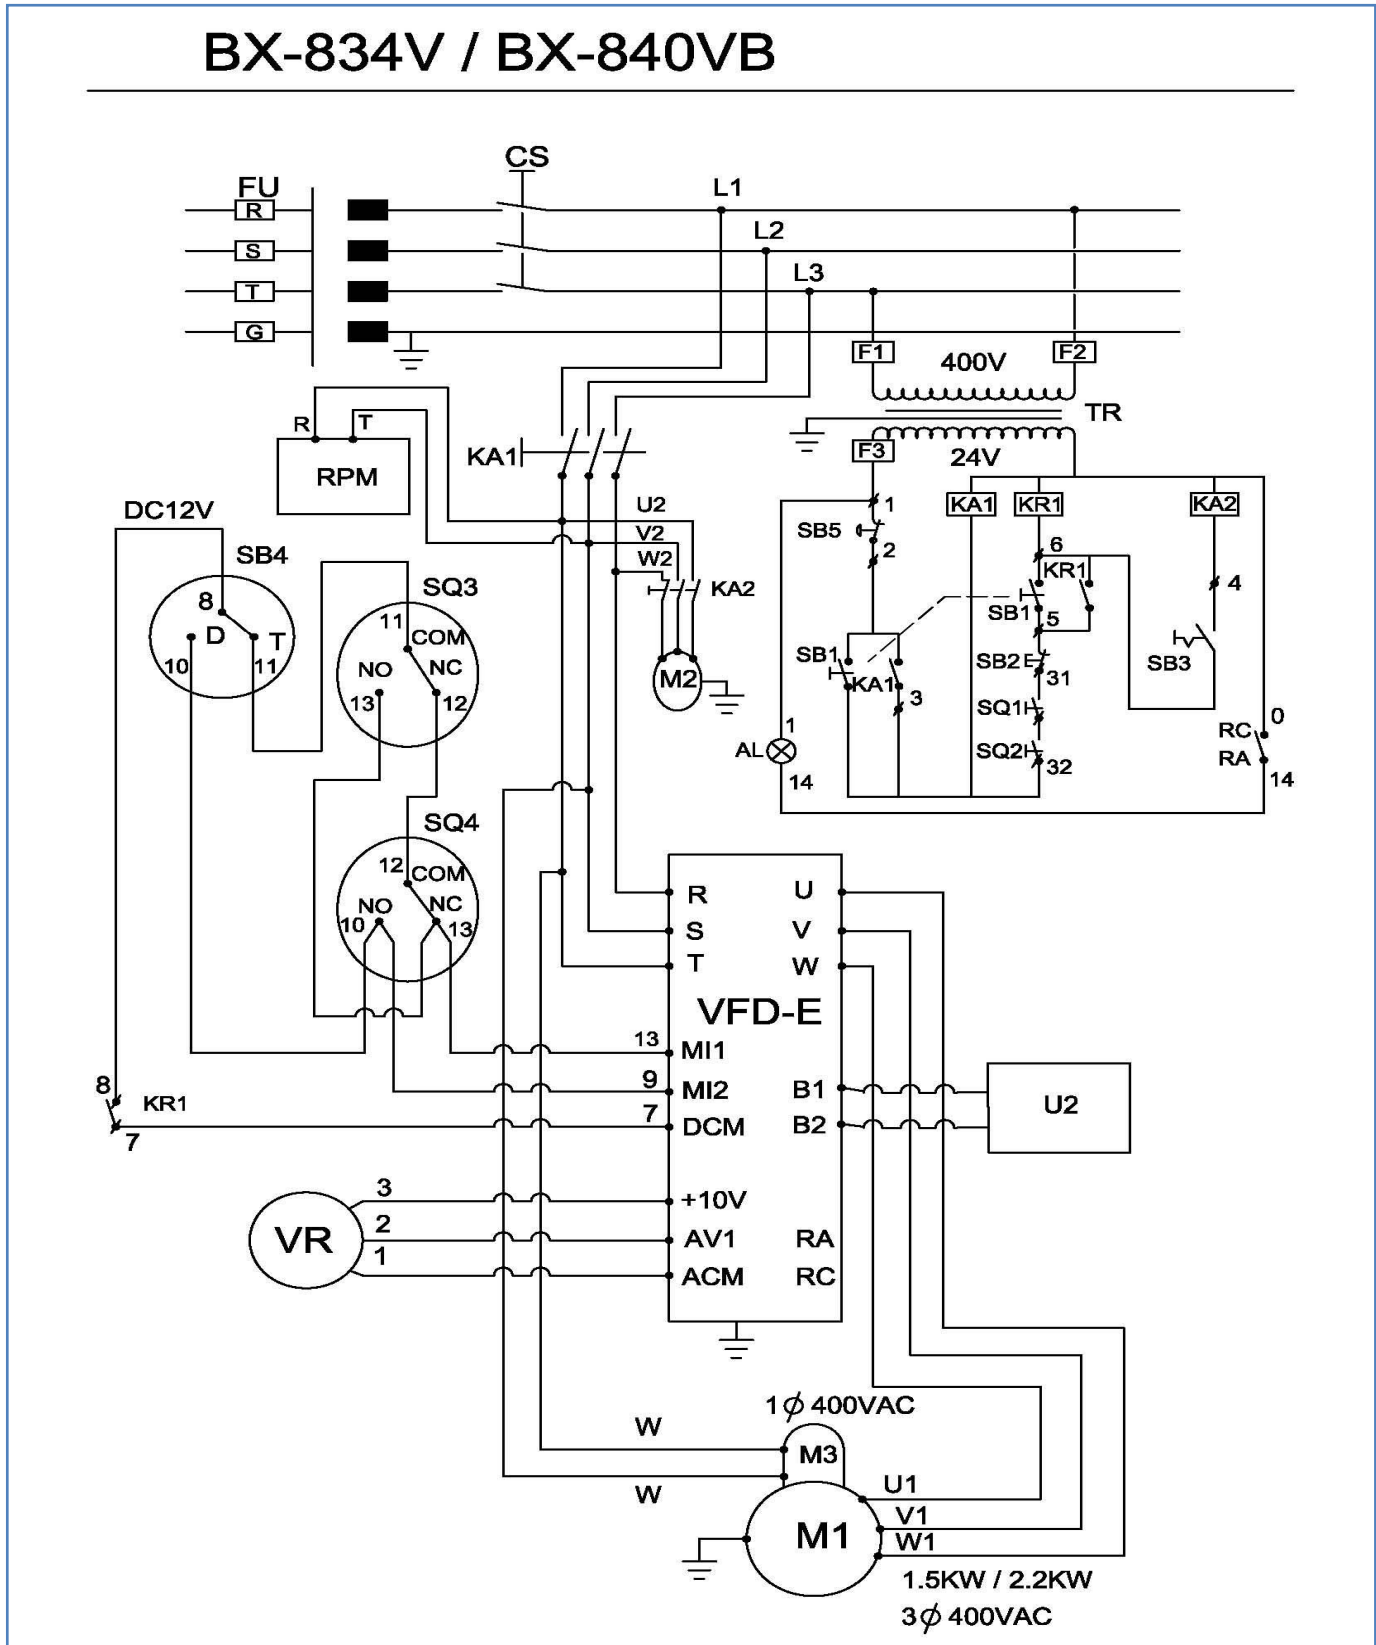 BX-834V / BX-840VB
CS
FU
L1
R
L2
S
L3
T
G
F1
400V
F2
TR
R
T
KA1
F3
24V
RPM
DC12V
U2
1
KA1
KR1
KA2
V2
SB5
SB4
W2
2
6
8
SQ3
KA2
KR1
4
D
T
11
COM
SB1
10
11
NO
NC
5
SB1
SB2
SB3
13
12
M2
KA1
31
3
SQ1
0
1
RC
AL
SQ2
RA
14
32
14
SQ4
12
COM
R
U
NO
NC
10
13
S
V
T
W
VFD-E
13
MI1
8
9
MI2
B1
U2
KR1
7
DCM
B2
7
3
+10V
VR
2
AV1
RA
1
ACM
RC
1ϕ 400VAC
W
M3
U1
W
V1
M1
W1
1.5KW / 2.2KW
3ϕ 400VAC